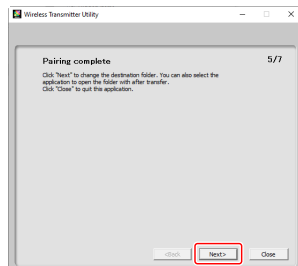 Wireless Transmitter Utility
Pairing complete 5/7
Click "Next" to change the destination folder. You can also select the
application to open the folder with after transfer.
Click "Close" to quit this application.
<Back Next> Close